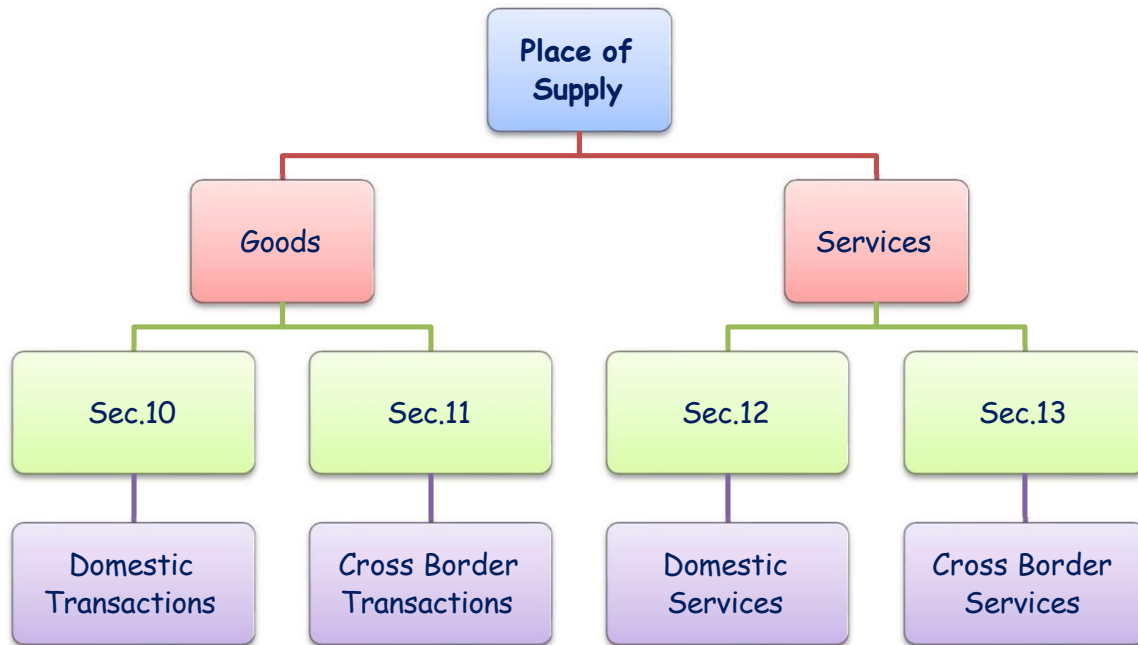 Place of
Supply
Goods
Services
Sec.10
Sec.11
Sec.12
Sec.13
Domestic
Transactions
Cross Border
Transactions
Domestic
Services
Cross Border
Services